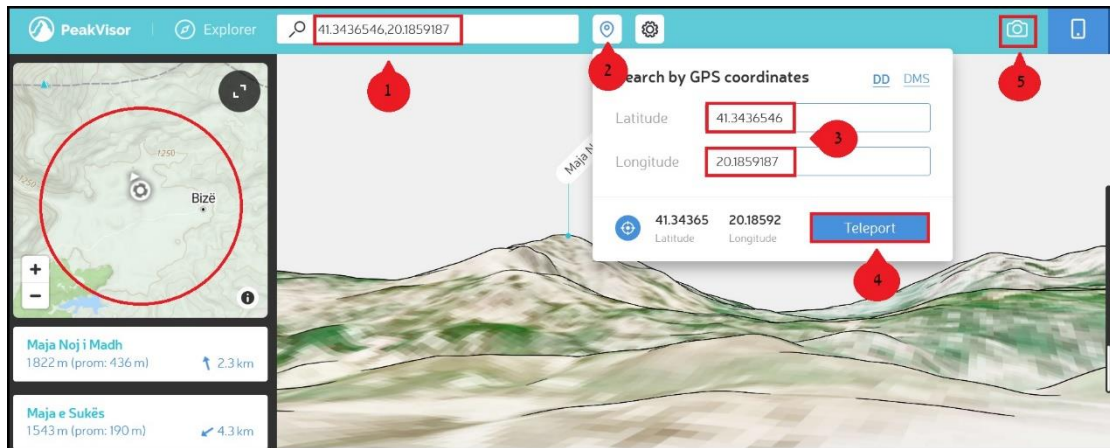 PeakVisor
Explorer
41.3436546,20.1859187
1
2
5
Search by GPS coordinates
DD DMS
Latitude 41.3436546
3
Longitude 20.1859187
41.34365 20.18592
Latitude Longitude
Teleport
4
Maja N
1250
1250
Bizë
+
−
Maja Noj i Madh
1822 m (prom: 436 m) 2.3 km
Maja e Sukës
1543 m (prom: 190 m) 4.3 km